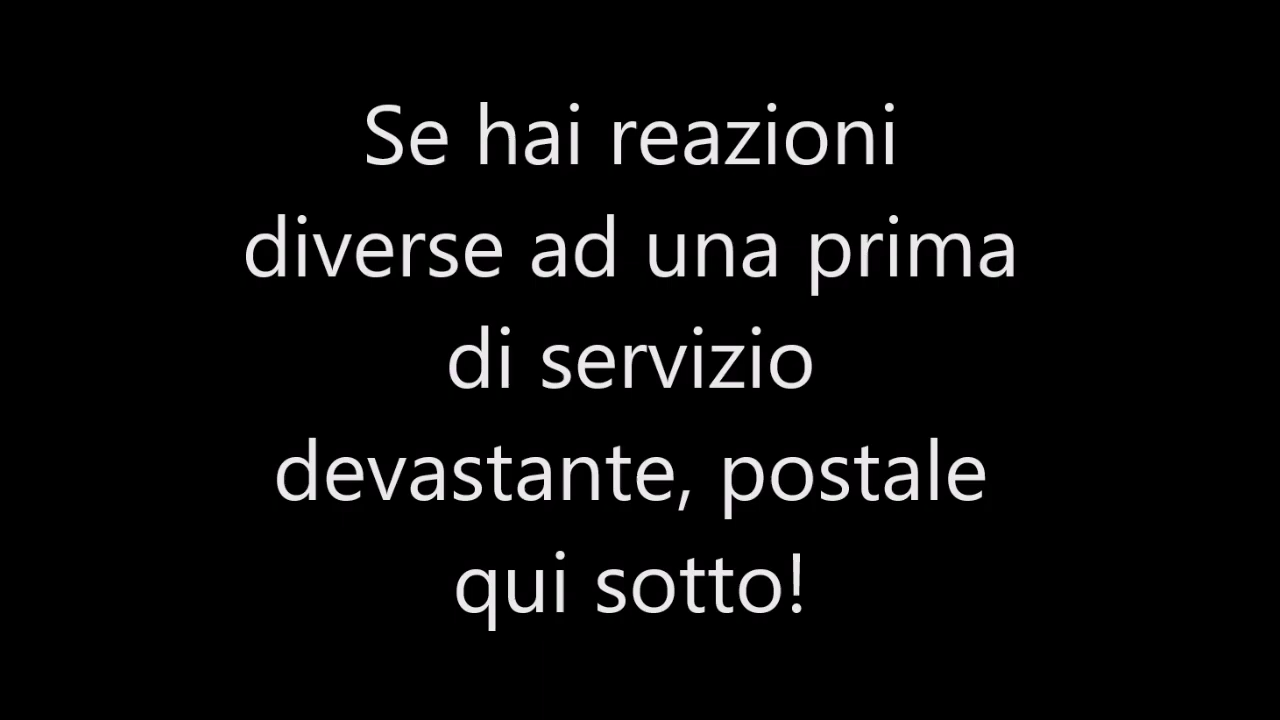 Se hai reazioni
diverse ad una prima
di servizio
devastante, postale
qui sotto!